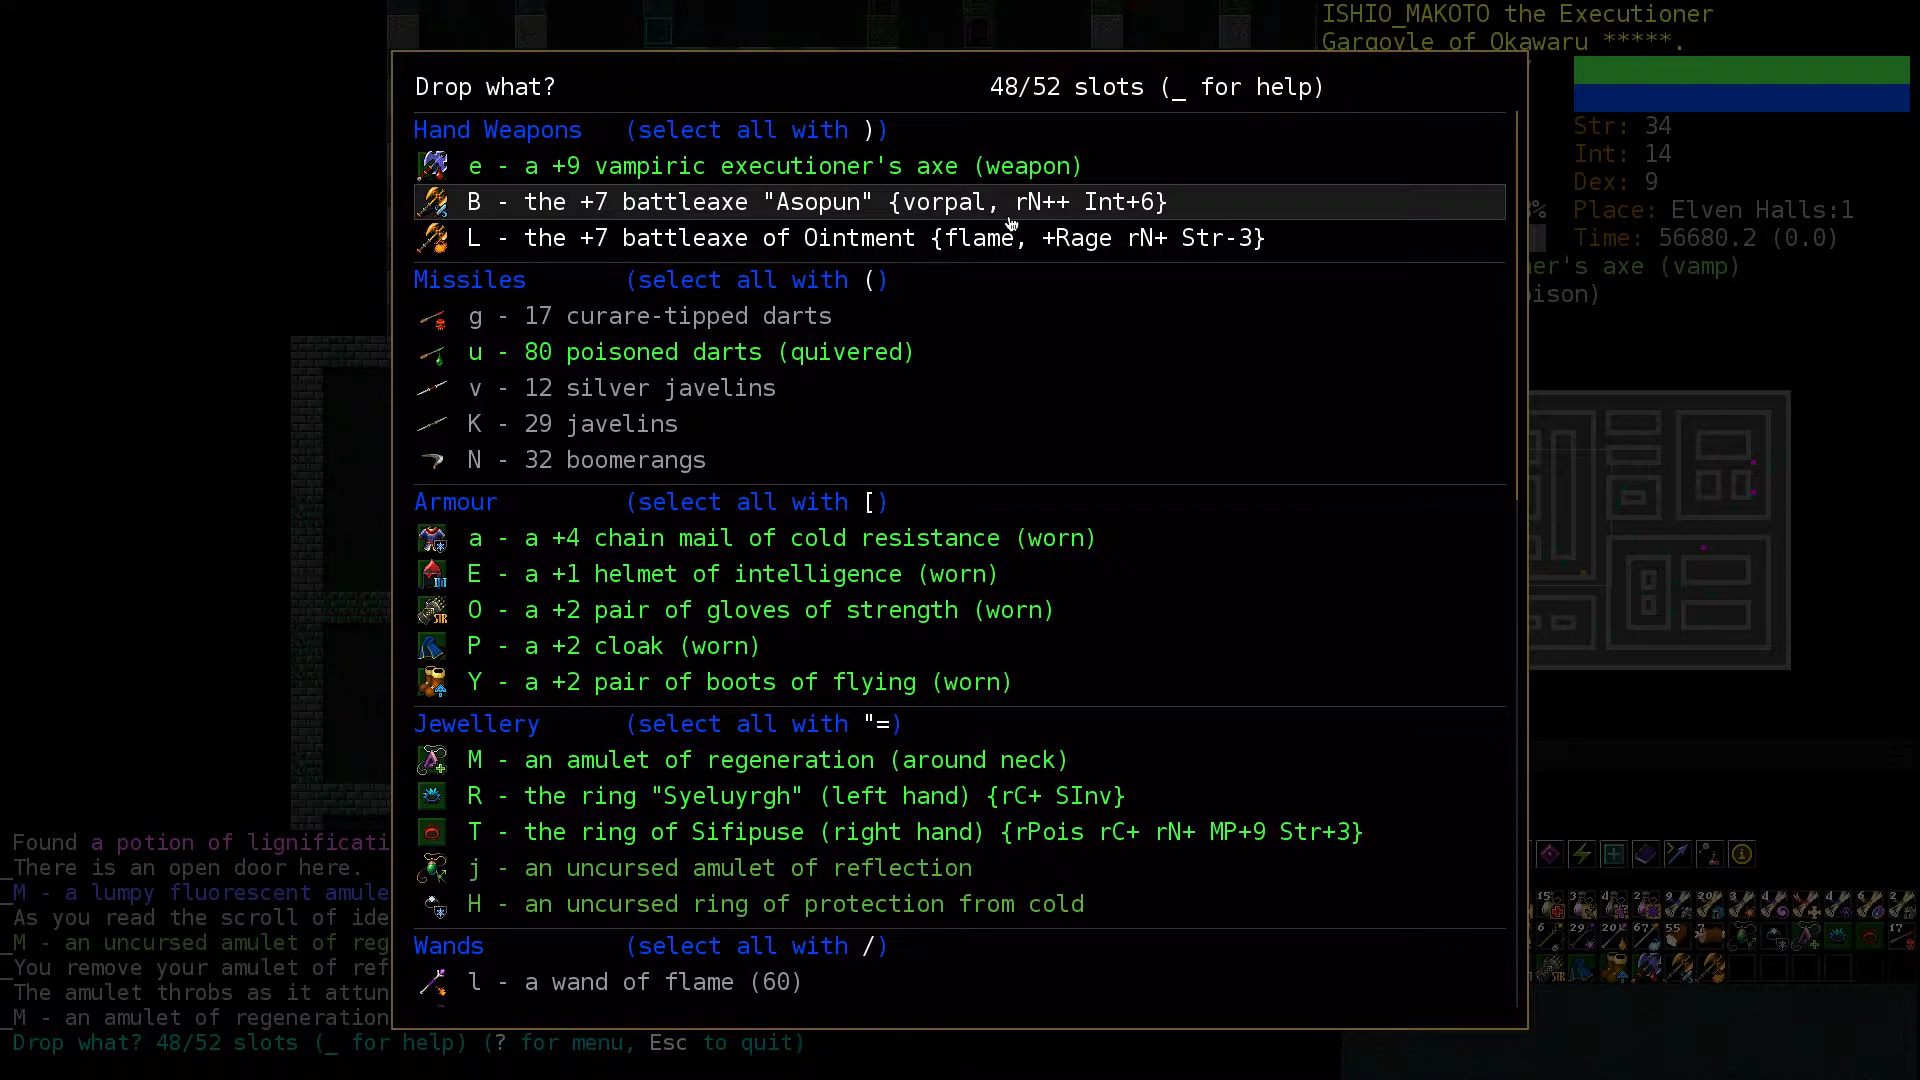 ISHIO_MAKOTO the Executioner
Gargoyle of Okawaru *****.
Drop what? 48/52 slots (_ for help)
Hand Weapons (select all with ))
e - a +9 vampiric executioner's axe (weapon)
B - the +7 battleaxe "Asopun" {vorpal, rN++ Int+6}
L - the +7 battleaxe of Ointment {flame, +Rage rN+ Str-3}
Missiles (select all with ()
g - 17 curare-tipped darts
u - 80 poisoned darts (quivered)
v - 12 silver javelins
K - 29 javelins
N - 32 boomerangs
Armour (select all with [)
a - a +4 chain mail of cold resistance (worn)
E - a +1 helmet of intelligence (worn)
O - a +2 pair of gloves of strength (worn)
P - a +2 cloak (worn)
Y - a +2 pair of boots of flying (worn)
Jewellery (select all with "=)
M - an amulet of regeneration (around neck)
R - the ring "Syeluyrgh" (left hand) {rC+ SInv}
T - the ring of Sifipuse (right hand) {rPois rC+ rN+ MP+9 Str+3}
j - an uncursed amulet of reflection
H - an uncursed ring of protection from cold
Wands (select all with /)
l - a wand of flame (60)
Str: 34
Int: 14
Dex: 9
% Place: Elven Halls:1
Time: 56680.2 (0.0)
er's axe (vamp)
ison)
Found a potion of lignificati
_There is an open door here.
_M - a lumpy fluorescent amule
As you read the scroll of ide
_M - an uncursed amulet of reg
_You remove your amulet of ref
The amulet throbs as it attun
_M - an amulet of regeneration
Drop what? 48/52 slots (_ for help) (? for menu, Esc to quit)